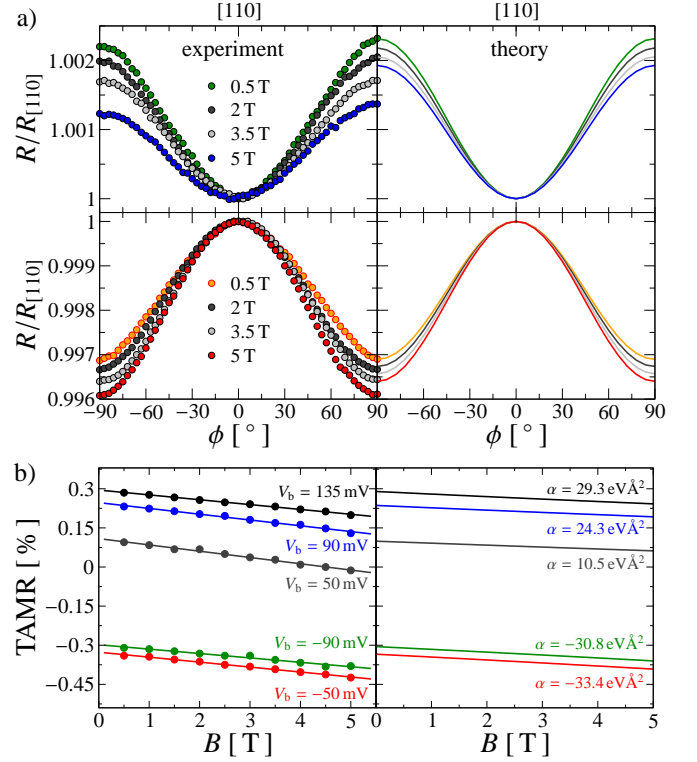 a)
[110] [110]
experiment theory
R/R[110]
1.002
1.001
1
0.5 T
2 T
3.5 T
5 T
R/R[110]
1
0.999
0.998
0.997
0.996
0.5 T
2 T
3.5 T
5 T
−90 −60 −30 0 30 60 90 −60 −30 0 30 60 90
ϕ [°] ϕ [°]
b)
TAMR [%]
0.3
0.15
0
−0.15
−0.3
−0.45
Vb = 135 mV
Vb = 90 mV
Vb = 50 mV
Vb = −90 mV
Vb = −50 mV
α = 29.3 eVÅ²
α = 24.3 eVÅ²
α = 10.5 eVÅ²
α = −30.8 eVÅ²
α = −33.4 eVÅ²
0 1 2 3 4 5 0 1 2 3 4 5
B [T] B [T]